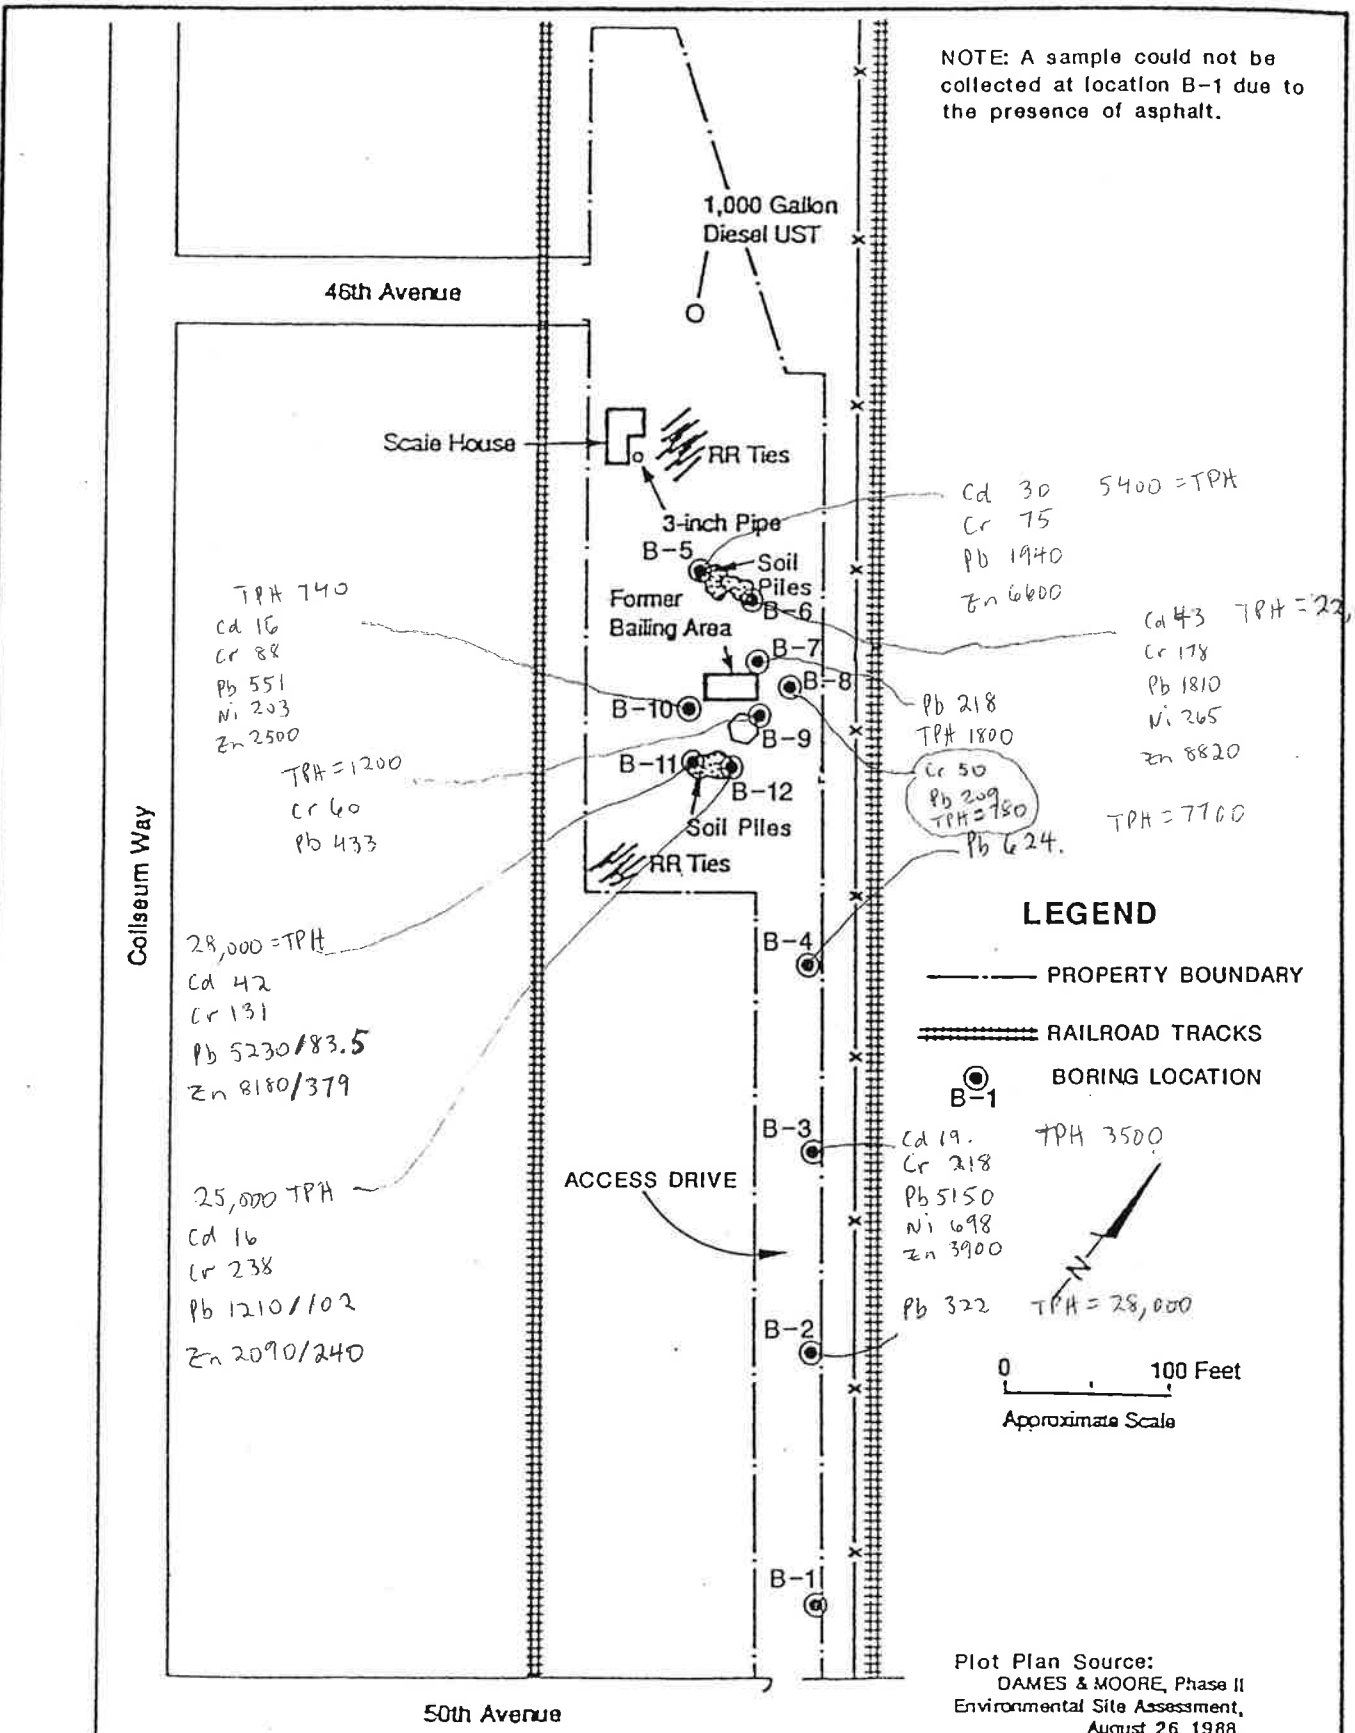 NOTE: A sample could not be
collected at location B-1 due to
the presence of asphalt.
1,000 Gallon
Diesel UST
46th Avenue
Scale House
RR Ties
3-inch Pipe
Cd 30 5400 = TPH
Cr 75
Pb 1940
Zn 6600
B-5
Soil
Piles
B-6
Former
Bailing Area
TPH 740
Cd 16
Cr 88
Pb 551
Ni 203
Zn 2500
Cd 43 TPH = 22,
Cr 178
Pb 1810
Ni 265
Zn 8820
B-7
B-8
B-10
B-9
Pb 218
TPH 1800
TPH = 1200
Cr 60
Pb 433
B-11
B-12
Soil Piles
Cr 50
Pb 209
TPH = 780
TPH = 7700
Pb 624.
RR Ties
Coliseum Way
LEGEND
PROPERTY BOUNDARY
RAILROAD TRACKS
BORING LOCATION
B-1
28,000 = TPH
Cd 42
Cr 131
Pb 5230/83.5
Zn 8180/379
B-4
B-3
Cd 19. TPH 3500
Cr 218
Pb 5150
Ni 698
Zn 3900
ACCESS DRIVE
25,000 TPH
Cd 16
Cr 238
Pb 1210/102
Zn 2090/240
N
Pb 322 TPH = 28,000
B-2
0 100 Feet
Approximate Scale
B-1
50th Avenue
Plot Plan Source:
DAMES & MOORE, Phase II
Environmental Site Assessment,
August 26 1988